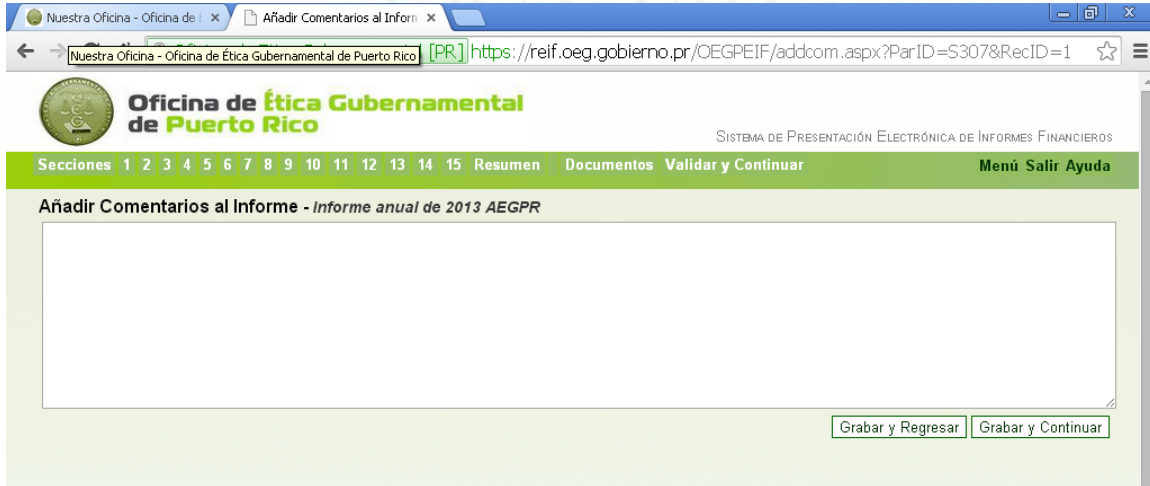 Nuestra Oficina - Oficina de É x Añadir Comentarios al Inform x
Nuestra Oficina - Oficina de Ética Gubernamental de Puerto Rico [PR] https://reif.oeg.gobierno.pr/OEGPEIF/addcom.aspx?ParID=S307&RecID=1
Oficina de Ética Gubernamental
de Puerto Rico
SISTEMA DE PRESENTACIÓN ELECTRÓNICA DE INFORMES FINANCIEROS
Secciones 1 2 3 4 5 6 7 8 9 10 11 12 13 14 15 Resumen Documentos Validar y Continuar Menú Salir Ayuda
Añadir Comentarios al Informe - Informe anual de 2013 AEGPR
Grabar y Regresar Grabar y Continuar